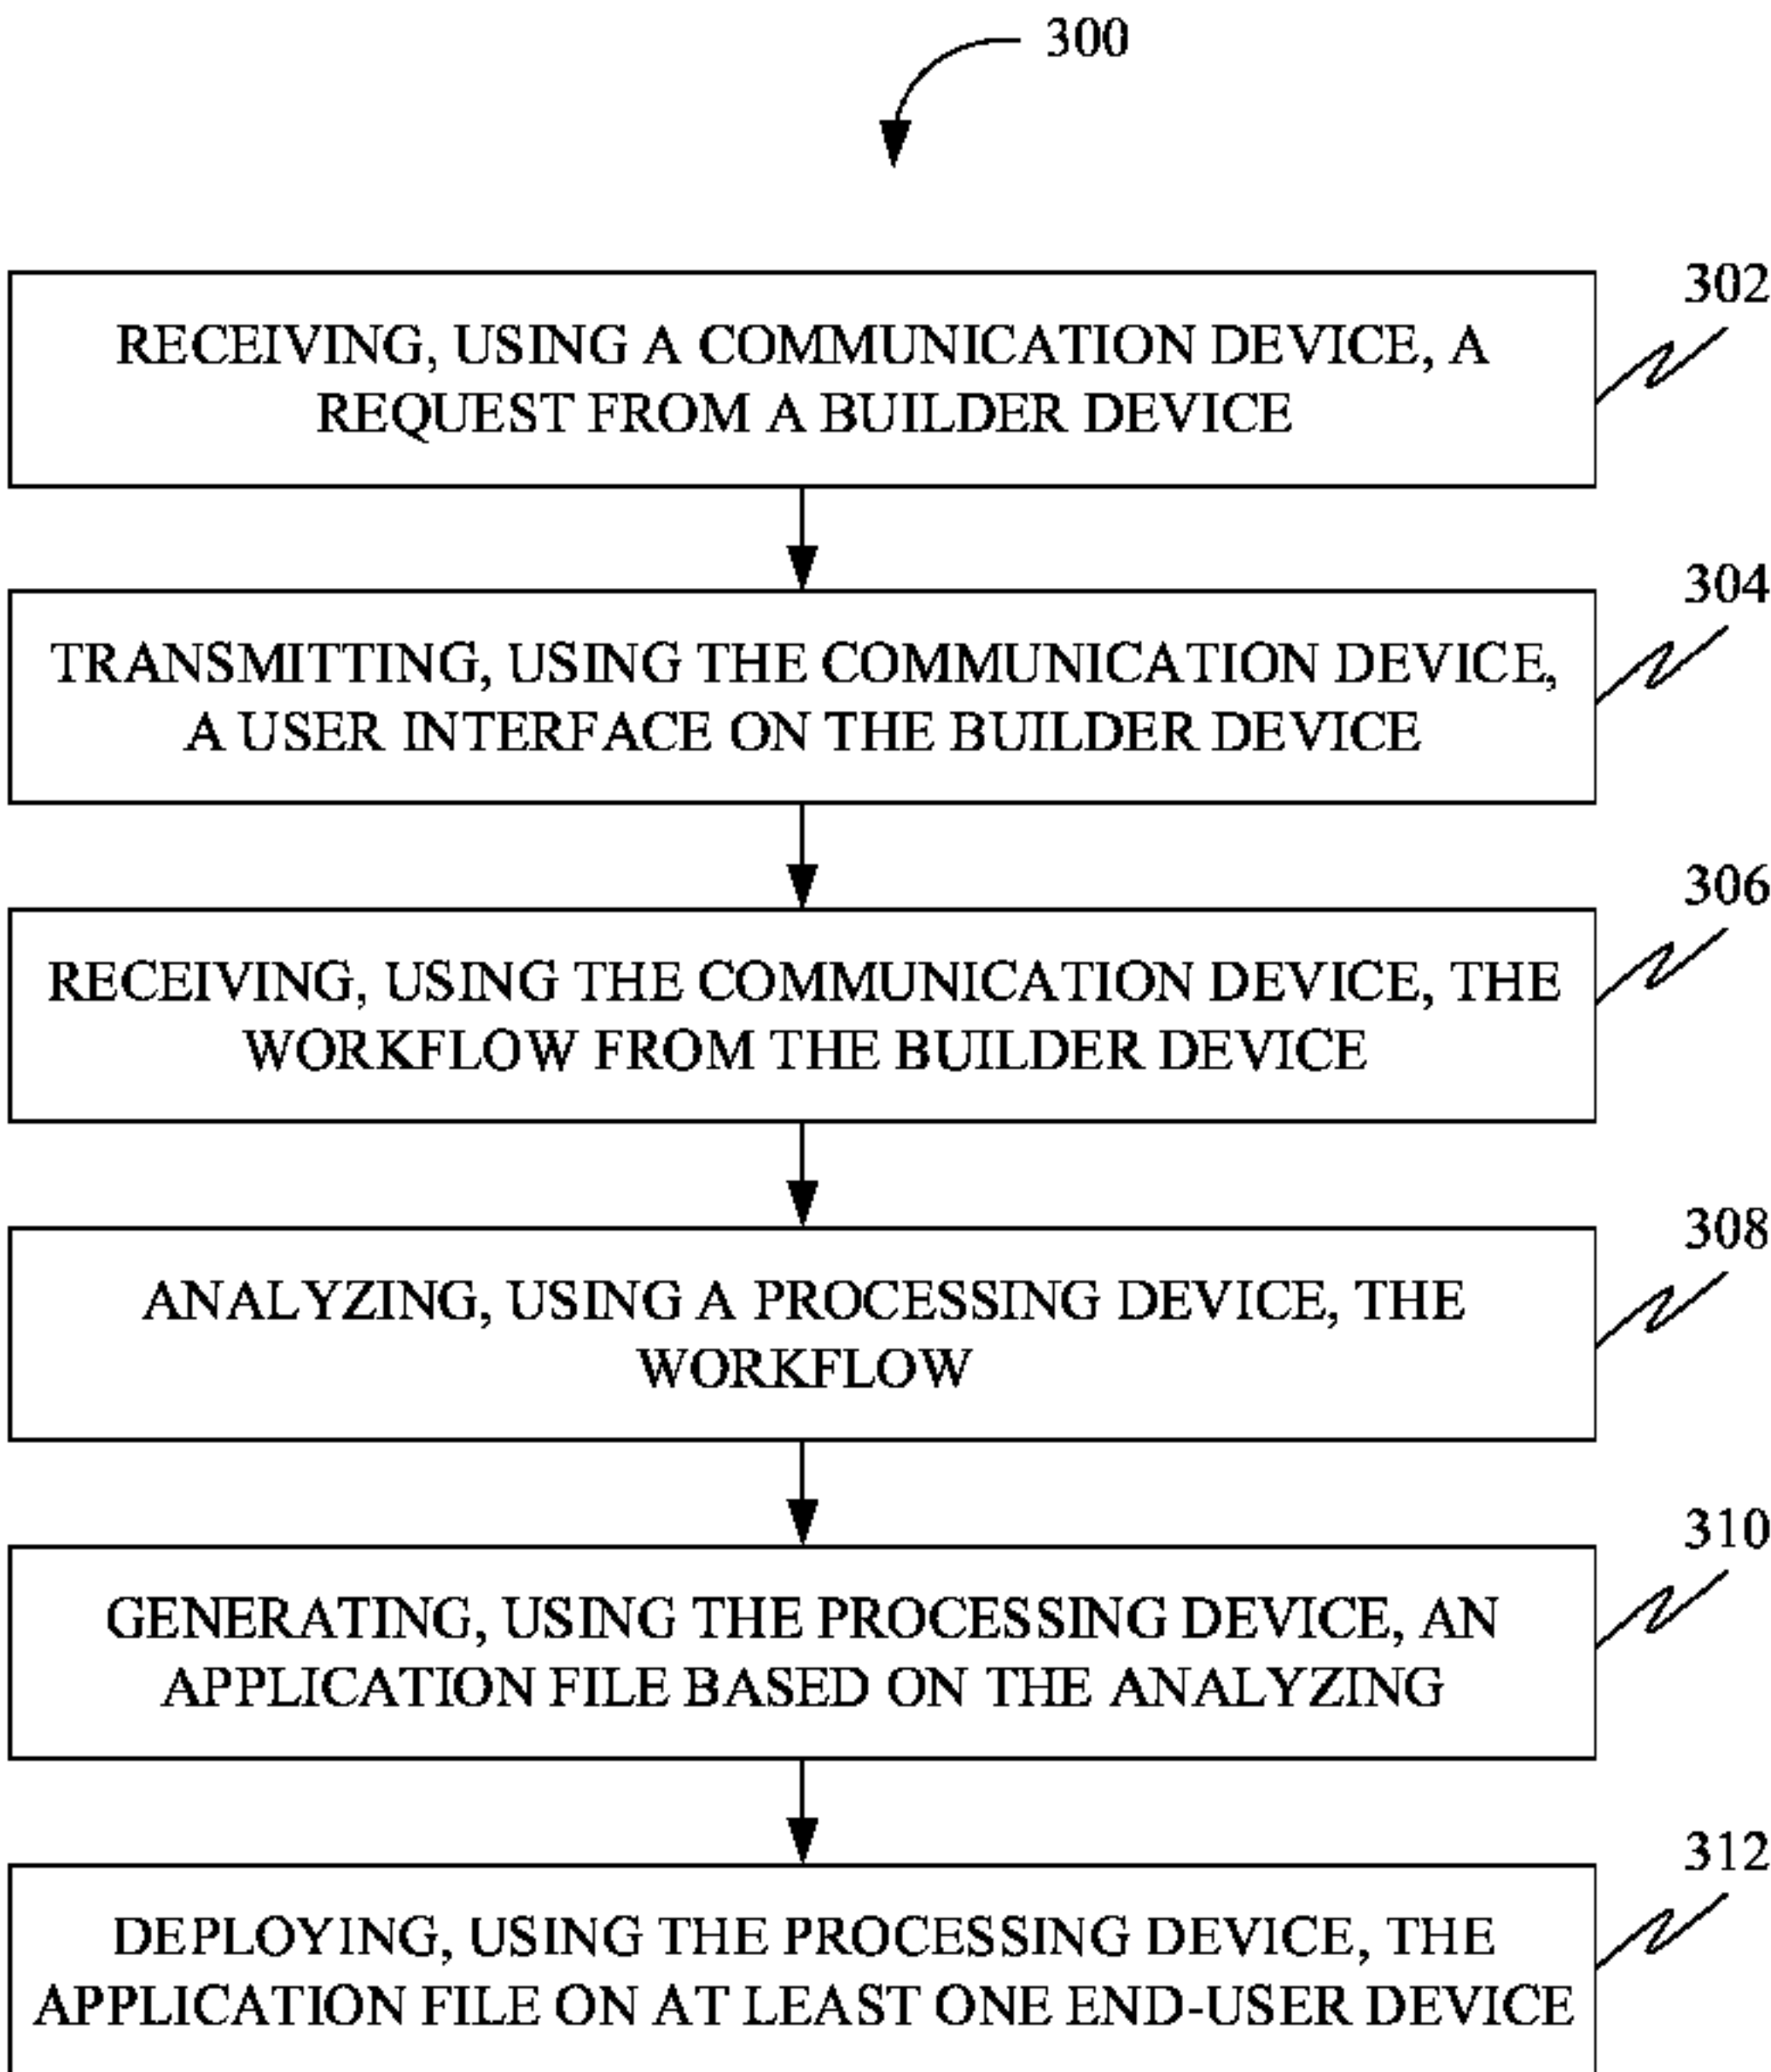 300
302
RECEIVING, USING A COMMUNICATION DEVICE, A
REQUEST FROM A BUILDER DEVICE
304
TRANSMITTING, USING THE COMMUNICATION DEVICE,
A USER INTERFACE ON THE BUILDER DEVICE
306
RECEIVING, USING THE COMMUNICATION DEVICE, THE
WORKFLOW FROM THE BUILDER DEVICE
308
ANALYZING, USING A PROCESSING DEVICE, THE
WORKFLOW
310
GENERATING, USING THE PROCESSING DEVICE, AN
APPLICATION FILE BASED ON THE ANALYZING
312
DEPLOYING, USING THE PROCESSING DEVICE, THE
APPLICATION FILE ON AT LEAST ONE END-USER DEVICE